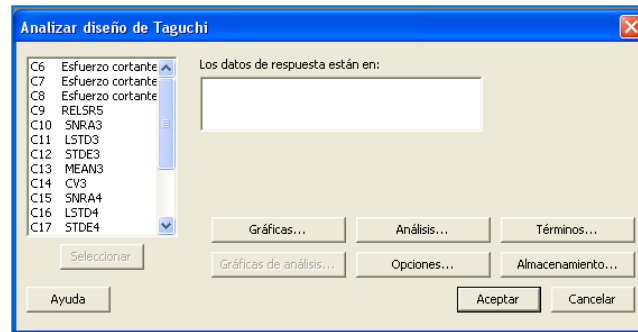 Analizar diseño de Taguchi
C6 Esfuerzo cortante
C7 Esfuerzo cortante
C8 Esfuerzo cortante
C9 RELSR5
C10 SNRA3
C11 LSTD3
C12 STDE3
C13 MEAN3
C14 CV3
C15 SNRA4
C16 LSTD4
C17 STDE4
Los datos de respuesta están en:
Gráficas... Análisis... Términos...
Seleccionar Gráficas de análisis... Opciones... Almacenamiento...
Ayuda Aceptar Cancelar